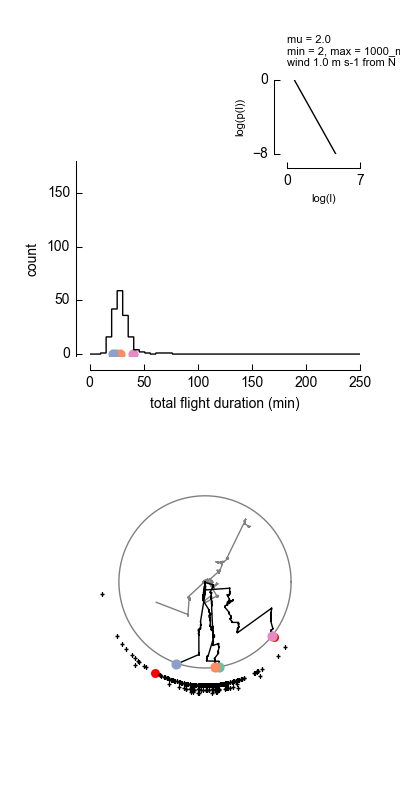 mu = 2.0
min = 2, max = 1000_m
wind 1.0 m s-1 from N
0
log(p(l))
−8
0 7
log(l)
150
count
100
50
0
0 50 100 150 200 250
total flight duration (min)